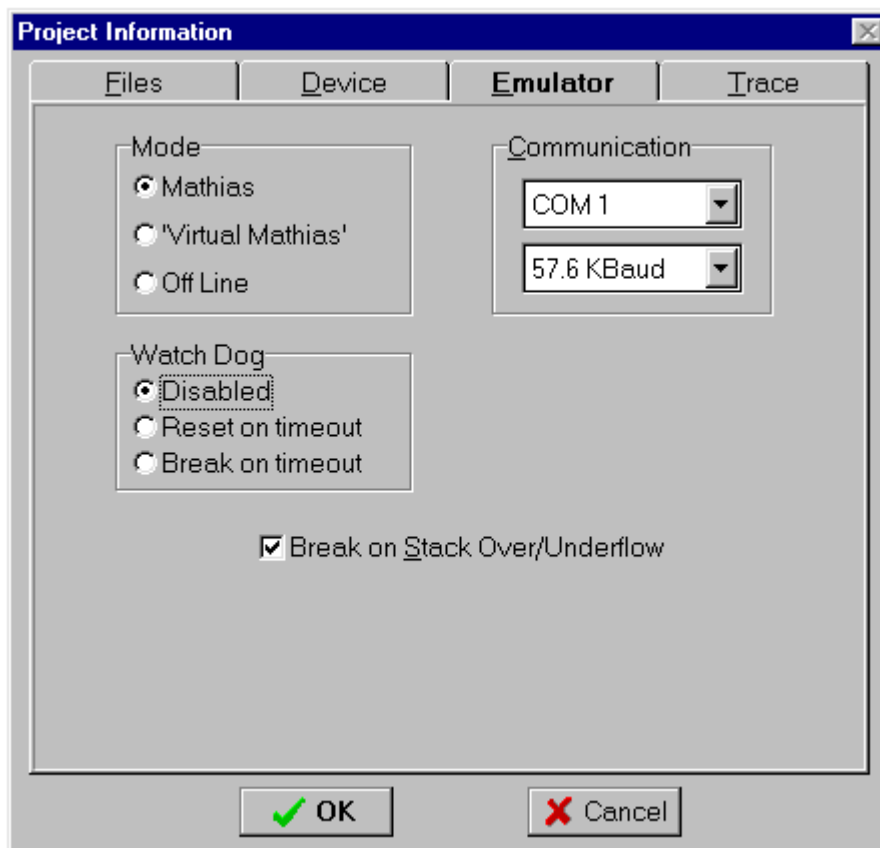 Project Information
Files Device Emulator Trace
Mode
Mathias
'Virtual Mathias'
Off Line
Communication
COM 1
57.6 KBaud
Watch Dog
Disabled
Reset on timeout
Break on timeout
Break on Stack Over/Underflow
OK Cancel